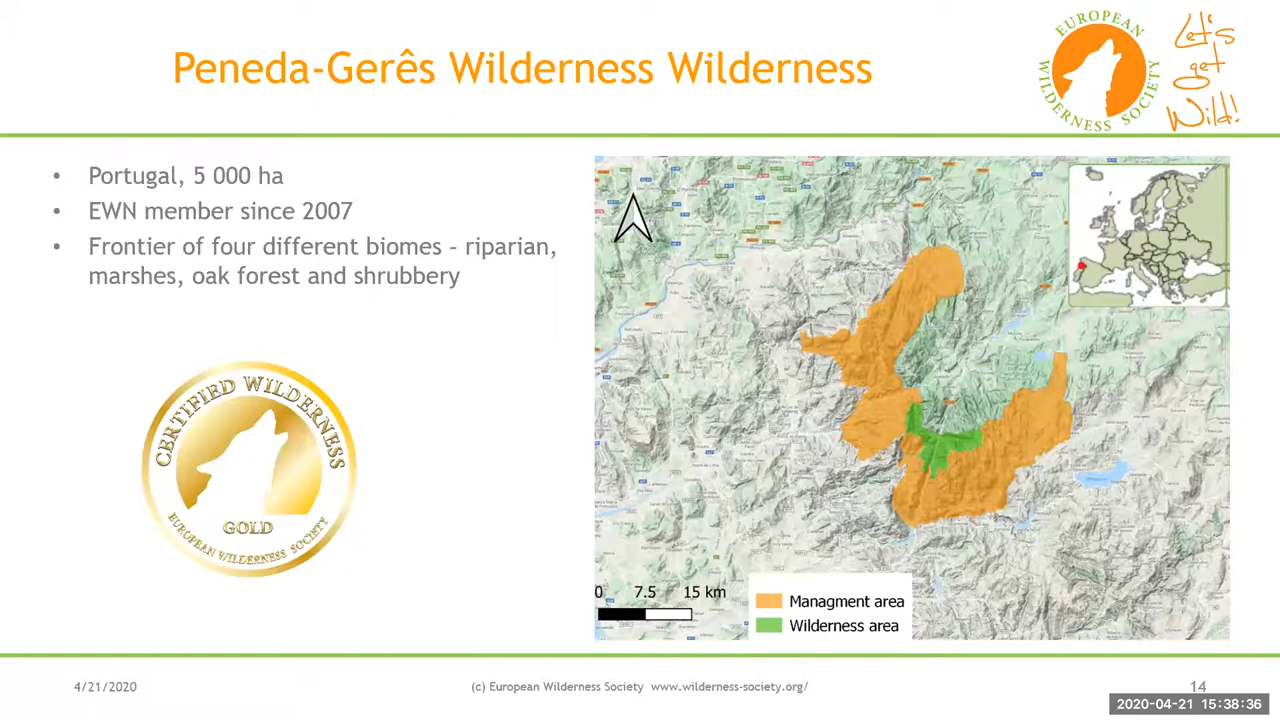 Peneda-Gerês Wilderness Wilderness
EUROPEAN
WILDERNESS SOCIETY
Let's
get
Wild!
• Portugal, 5 000 ha
• EWN member since 2007
• Frontier of four different biomes – riparian,
marshes, oak forest and shrubbery
CERTIFIED WILDERNESS
GOLD
EUROPEAN WILDERNESS SOCIETY
0 7.5 15 km
Managment area
Wilderness area
4/21/2020
(c) European Wilderness Society www.wilderness-society.org/
14
2020-04-21 15:38:36